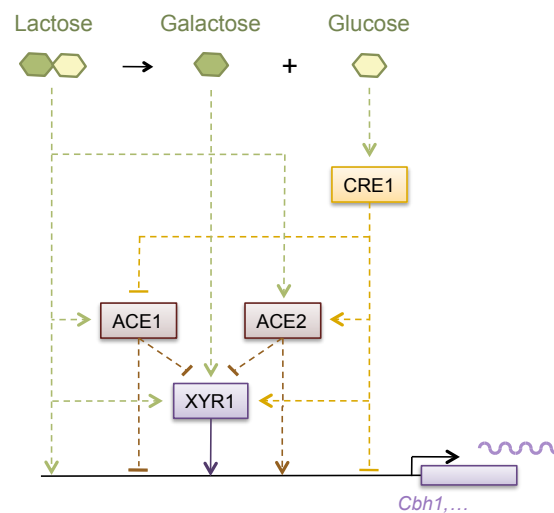 Lactose
Galactose
Glucose
+
CRE1
ACE1
ACE2
XYR1
Cbh1,...